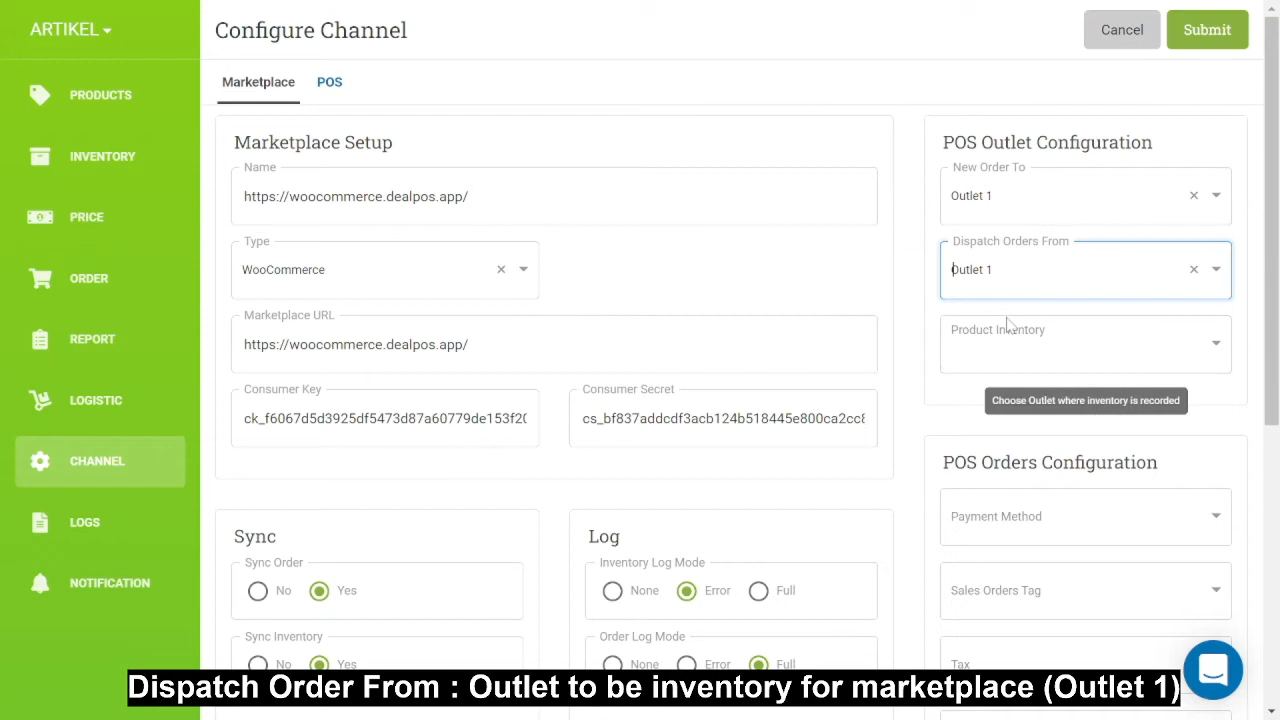 ARTIKEL
Configure Channel
Cancel
Submit
PRODUCTS
INVENTORY
PRICE
ORDER
REPORT
LOGISTIC
CHANNEL
LOGS
NOTIFICATION
Marketplace
POS
Marketplace Setup
Name
https://woocommerce.dealpos.app/
Type
WooCommerce
Marketplace URL
https://woocommerce.dealpos.app/
Consumer Key
ck_f6067d5d3925df5473d87a60779de153f20
Consumer Secret
cs_bf837addcdf3acb124b518445e800ca2cc8
POS Outlet Configuration
New Order To
Outlet 1
Dispatch Orders From
Outlet 1
Product Inventory
Choose Outlet where inventory is recorded
Sync
Sync Order
No Yes
Sync Inventory
No Yes
Log
Inventory Log Mode
None Error Full
Order Log Mode
None Error Full
POS Orders Configuration
Payment Method
Sales Orders Tag
Tax
Dispatch Order From : Outlet to be inventory for marketplace (Outlet 1)